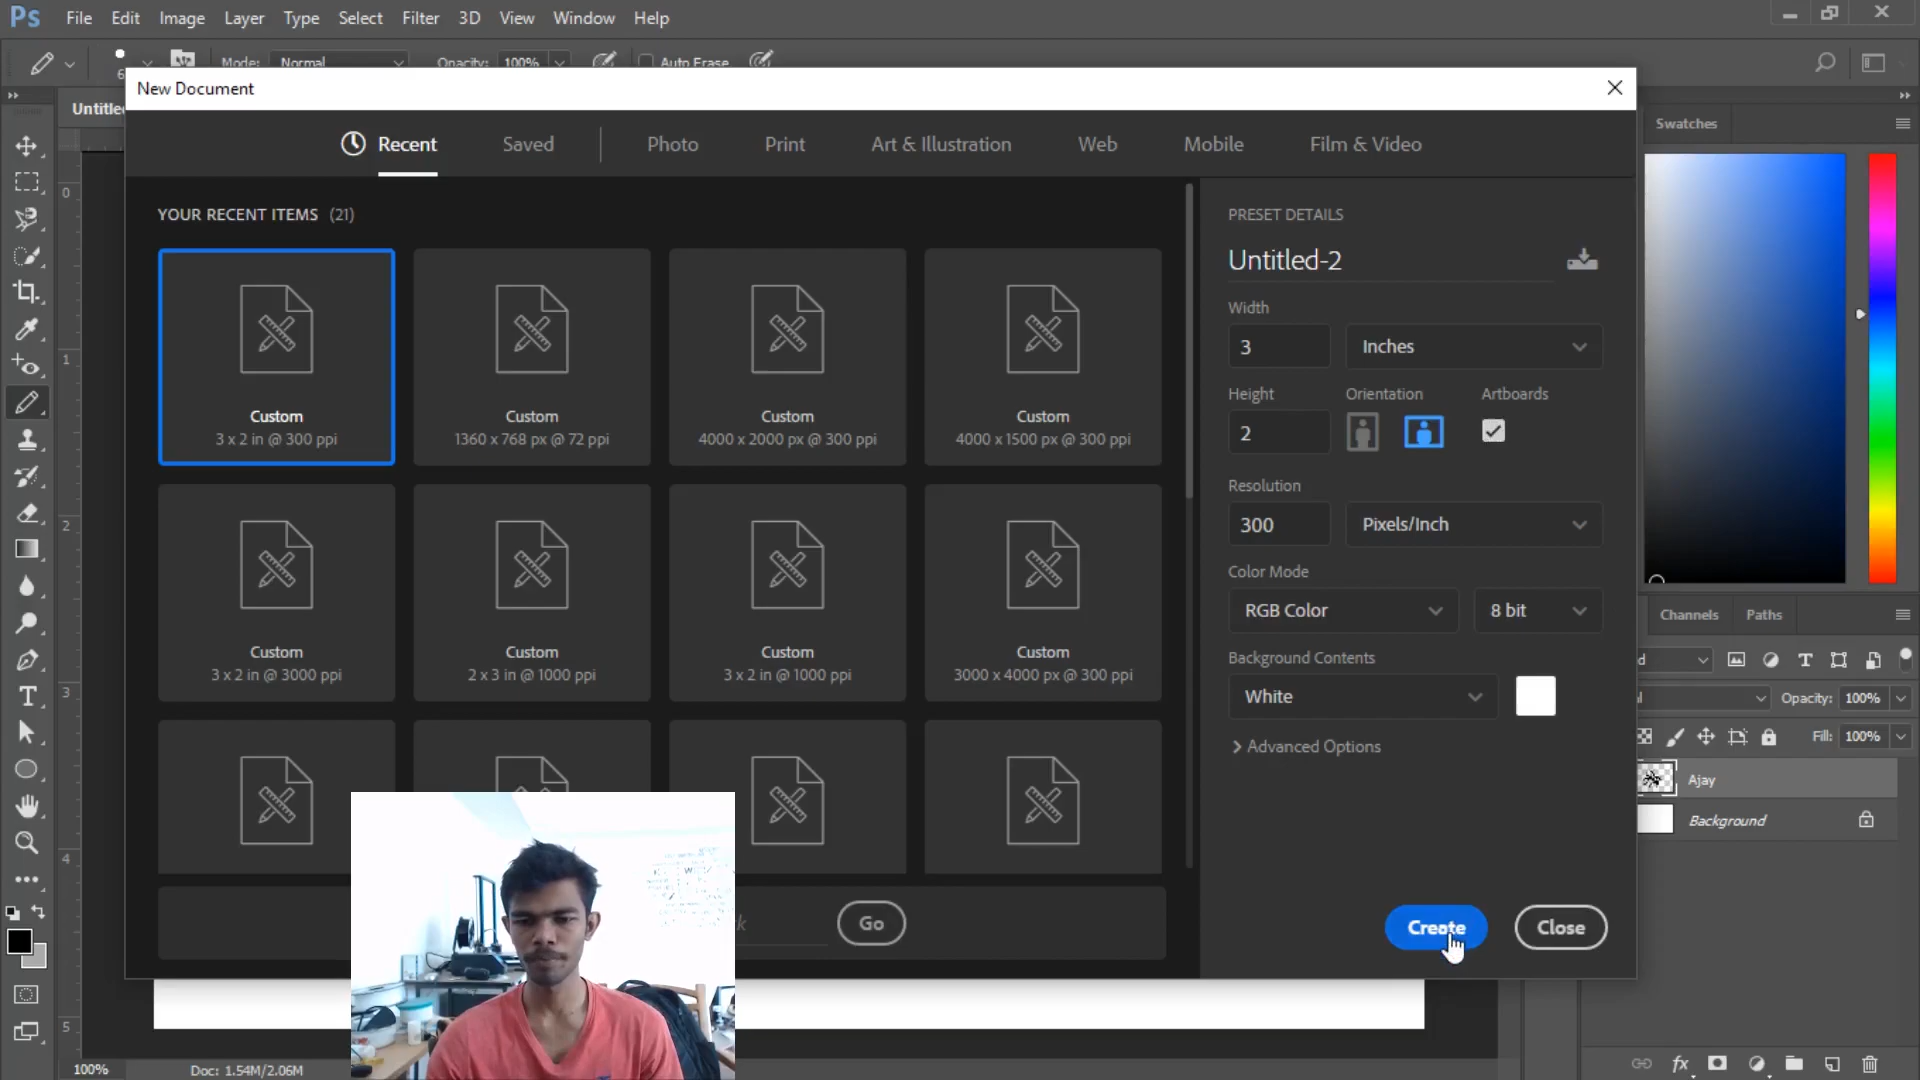 Ps File Edit Image Layer Type Select Filter 3D View Window Help
Mode: Normal Opacity: 100% Auto Erase
New Document
Swatches
Recent Saved Photo Print Art & Illustration Web Mobile Film & Video
YOUR RECENT ITEMS (21)
Custom
3 x 2 in @ 300 ppi
Custom
1360 x 768 px @ 72 ppi
Custom
4000 x 2000 px @ 300 ppi
Custom
4000 x 1500 px @ 300 ppi
Custom
3 x 2 in @ 3000 ppi
Custom
2 x 3 in @ 1000 ppi
Custom
3 x 2 in @ 1000 ppi
Custom
3000 x 4000 px @ 300 ppi
Go
PRESET DETAILS
Untitled-2
Width
3 Inches
Height Orientation Artboards
2
Resolution
300 Pixels/Inch
Color Mode
RGB Color 8 bit
Background Contents
White
Advanced Options
Create Close
Channels Paths
Opacity: 100%
Fill: 100%
Ajay
Background
0
1
2
3
4
5
100% Doc: 1.54M/2.06M